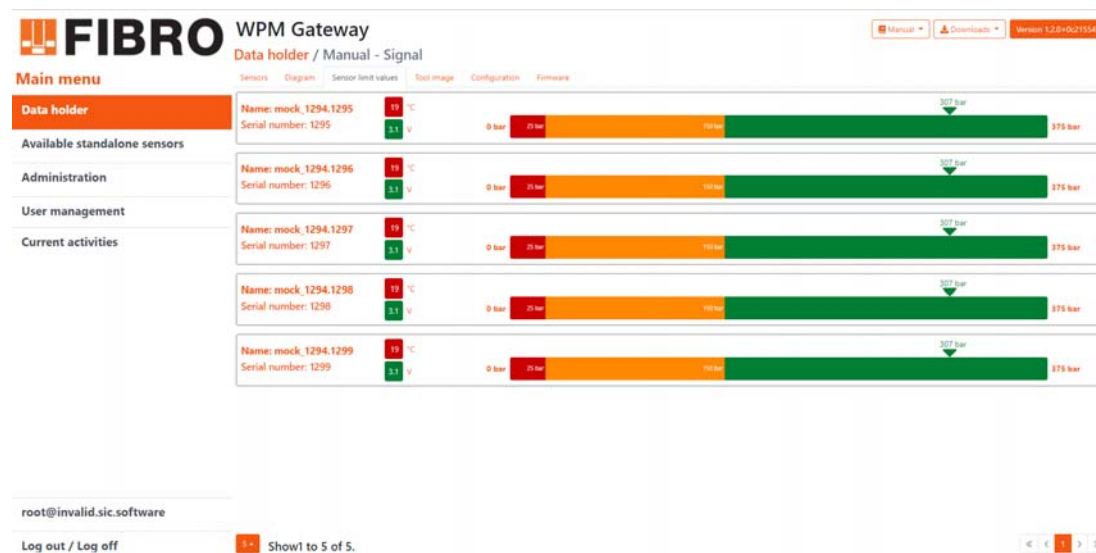 FIBRO
WPM Gateway
Manual
Downloads
Data holder / Manual - Signal
Main menu
Sensors Diagram Sensor limit values Tool image Configuration Firmware
Data holder
Available standalone sensors
Administration
User management
Current activities
Name: mock_1294.1295
Serial number: 1295
19 °C
3.1 V
307 bar
0 bar 25 bar 150 bar 375 bar
Name: mock_1294.1296
Serial number: 1296
19 °C
3.1 V
307 bar
0 bar 25 bar 150 bar 375 bar
Name: mock_1294.1297
Serial number: 1297
19 °C
3.1 V
307 bar
0 bar 25 bar 150 bar 375 bar
Name: mock_1294.1298
Serial number: 1298
19 °C
3.1 V
307 bar
0 bar 25 bar 150 bar 375 bar
Name: mock_1294.1299
Serial number: 1299
19 °C
3.1 V
307 bar
0 bar 25 bar 150 bar 375 bar
root@invalid.sic.software
Log out / Log off
5
Show1 to 5 of 5.
« ‹ 1 ›